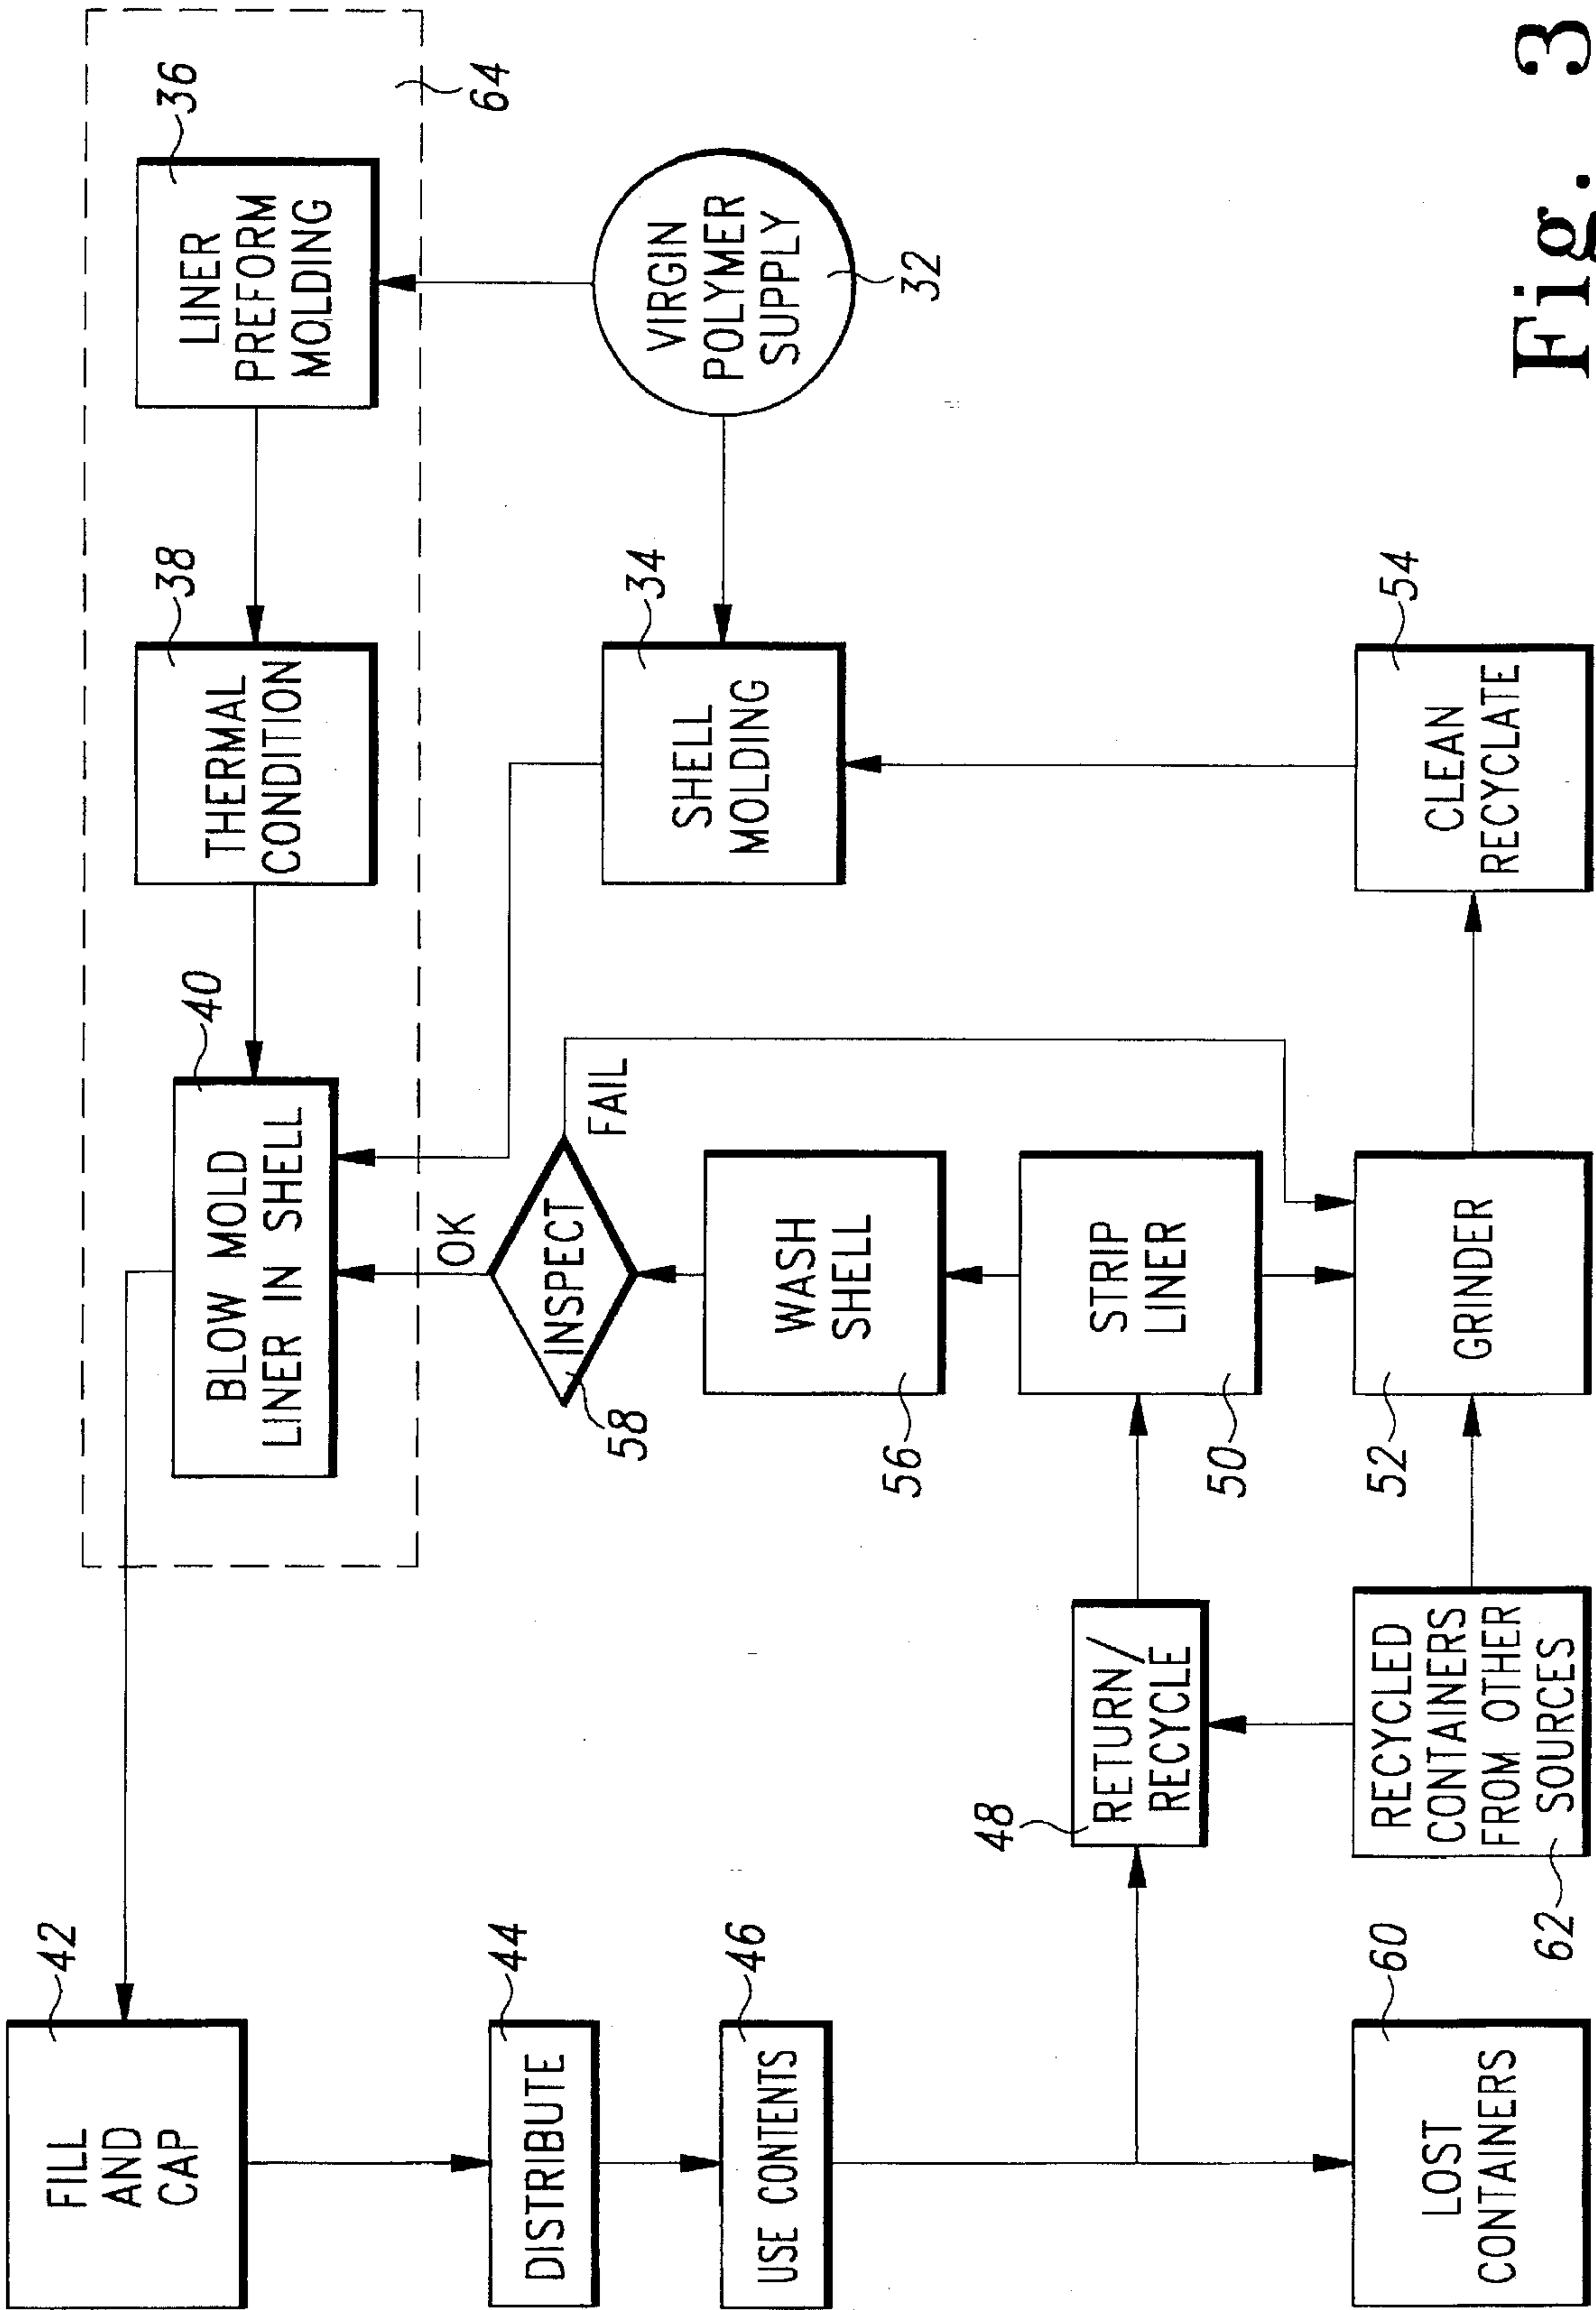 FILL
AND
CAP
42
DISTRIBUTE
44
USE CONTENTS
46
LOST
CONTAINERS
60
BLOW MOLD
LINER IN SHELL
40
THERMAL
CONDITION
38
LINER
PREFORM
MOLDING
36
64
OK
INSPECT
58
FAIL
WASH
SHELL
56
STRIP
LINER
50
RETURN/
RECYCLE
48
RECYCLED
CONTAINERS
FROM OTHER
SOURCES
62
GRINDER
52
SHELL
MOLDING
34
VIRGIN
POLYMER
SUPPLY
32
CLEAN
RECYCLATE
54
Fig. 3